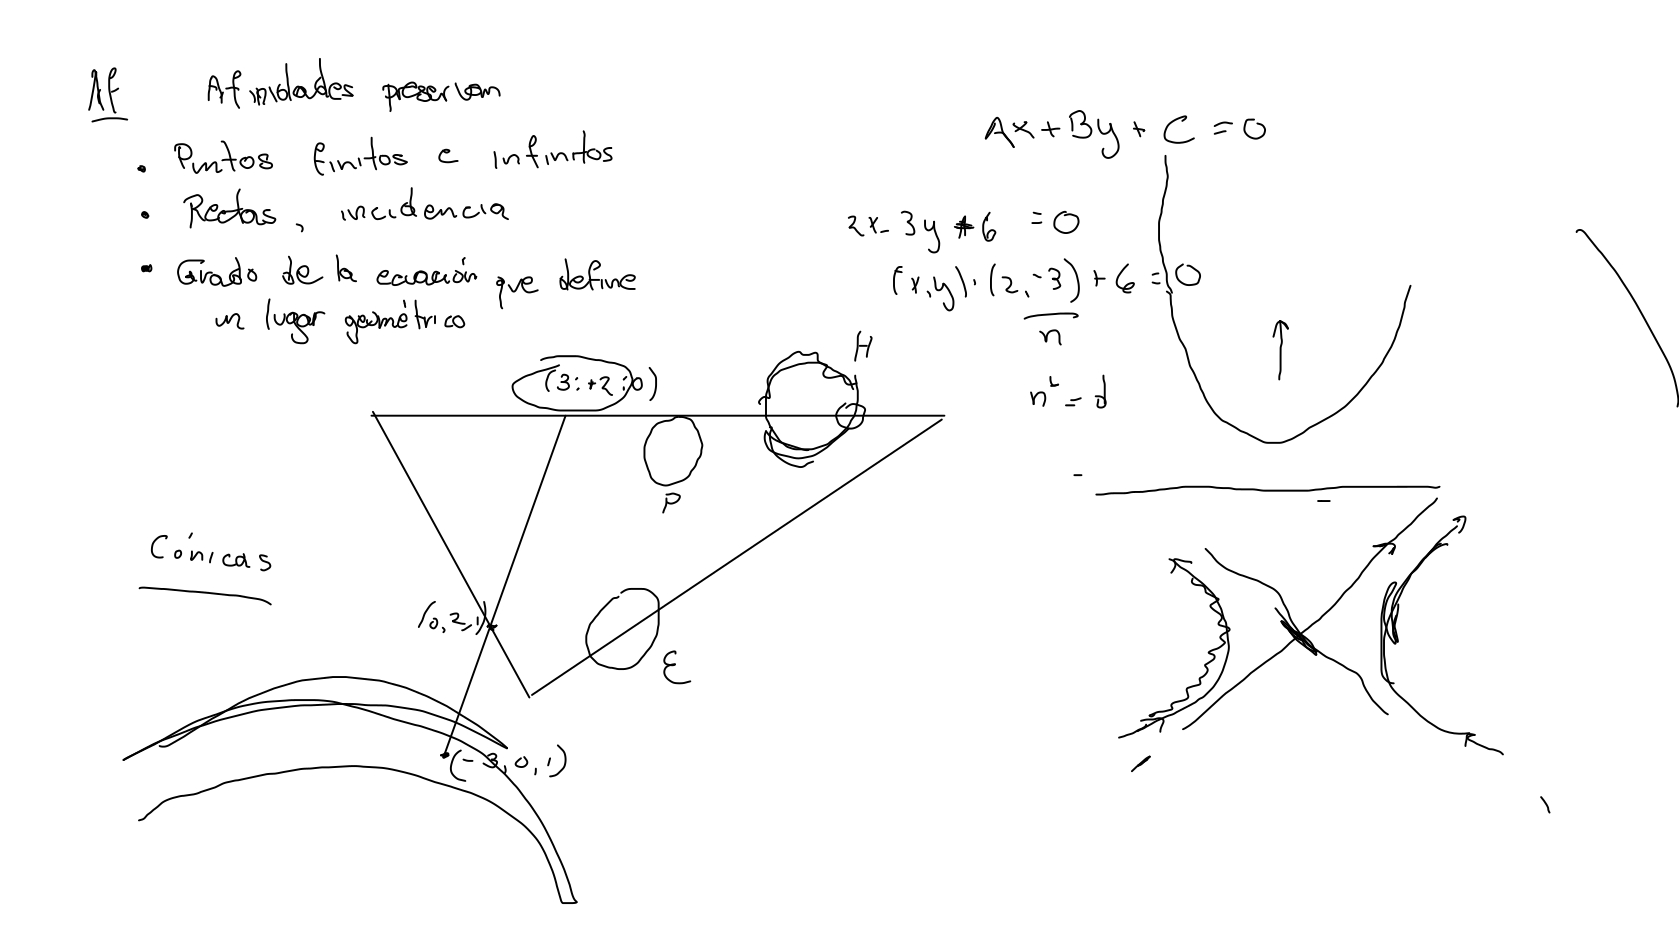 Af Afinidades preservan
• Puntos finitos e infinitos
• Rectas, incidencia
• Grado de la ecuación que define
un lugar geométrico
Ax+By+C=0
2x-3y+6=0
(x,y)·(2,-3)+6=0
n
n^⊥=d
H
(3:+2:0)
P
Cónicas
(0,2,1)
E
(-3,0,1)